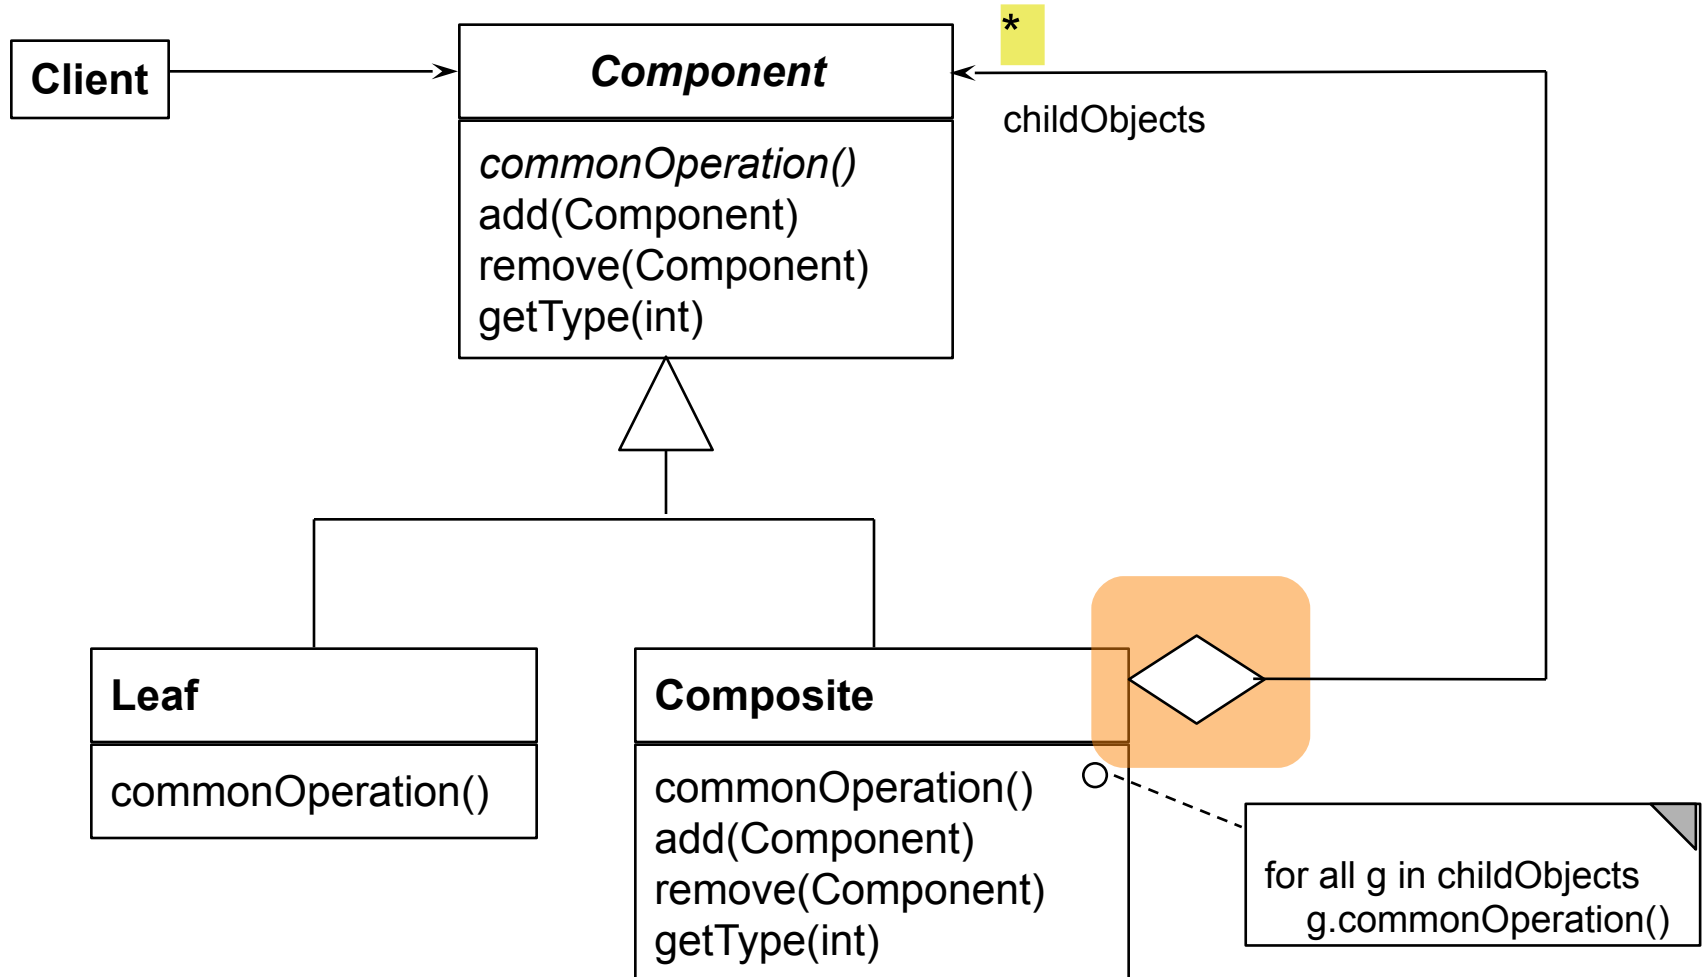 *
Client
Component
childObjects
commonOperation()
add(Component)
remove(Component)
getType(int)
Leaf
commonOperation()
Composite
commonOperation()
add(Component)
remove(Component)
getType(int)
for all g in childObjects
g.commonOperation()